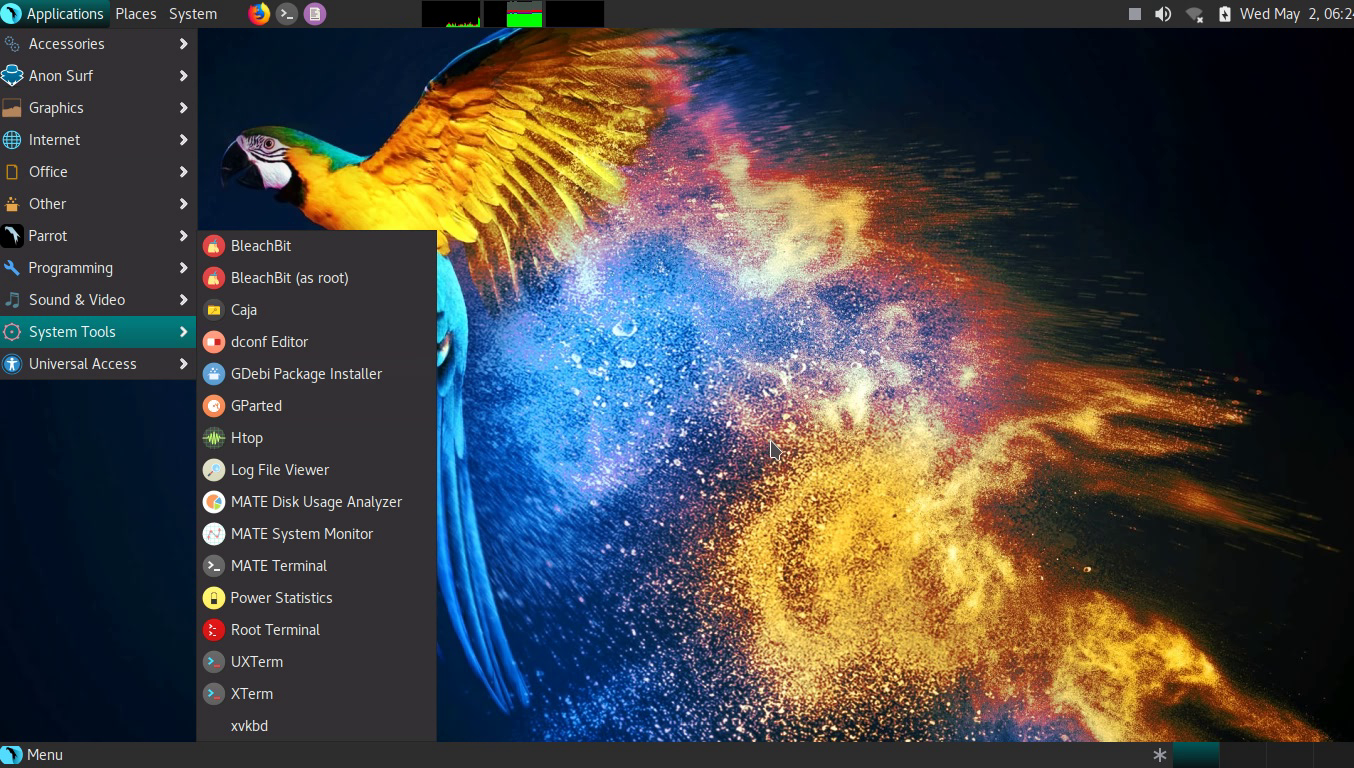 Applications Places System
Wed May 2, 06:24
Accessories
Anon Surf
Graphics
Internet
Office
Other
Parrot
Programming
Sound & Video
System Tools
Universal Access
BleachBit
BleachBit (as root)
Caja
dconf Editor
GDebi Package Installer
GParted
Htop
Log File Viewer
MATE Disk Usage Analyzer
MATE System Monitor
MATE Terminal
Power Statistics
Root Terminal
UXTerm
XTerm
xvkbd
Menu